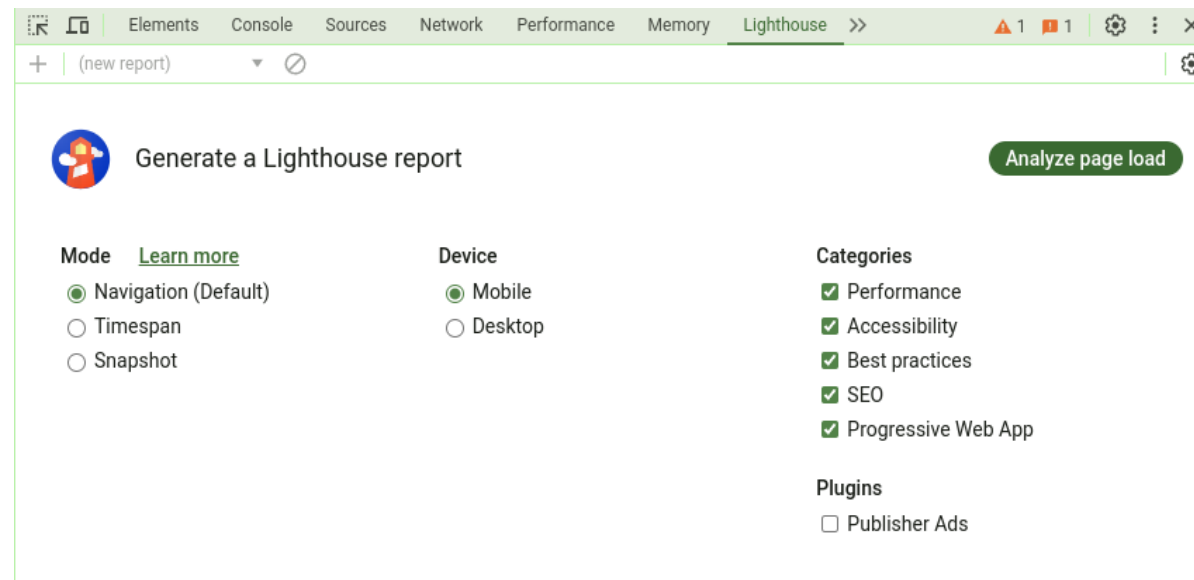 Elements Console Sources Network Performance Memory Lighthouse 1 1
(new report)
Generate a Lighthouse report Analyze page load
Mode Learn more Device Categories
Navigation (Default) Mobile Performance
Timespan Desktop Accessibility
Snapshot Best practices
SEO
Progressive Web App
Plugins
Publisher Ads